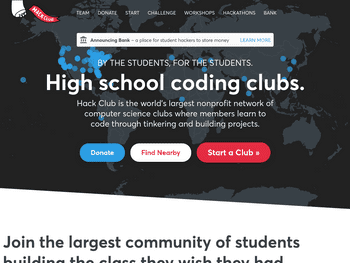 HACK CLUB
TEAM DONATE START CHALLENGE WORKSHOPS HACKATHONS BANK
Announcing Bank – a place for student hackers to store money LEARN MORE
BY THE STUDENTS, FOR THE STUDENTS.
High school coding clubs.
Hack Club is the world's largest nonprofit network of
computer science clubs where members learn to
code through tinkering and building projects.
Donate Find Nearby Start a Club »
Join the largest community of students
building the class they wish they had